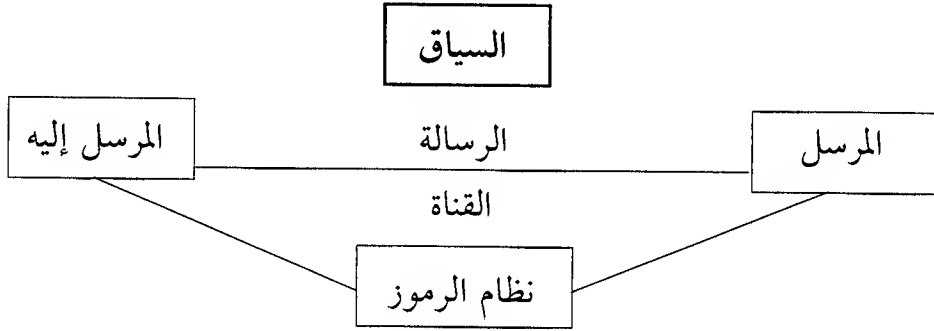 السياق
المرسل
الرسالة
المرسل إليه
القناة
نظام الرموز